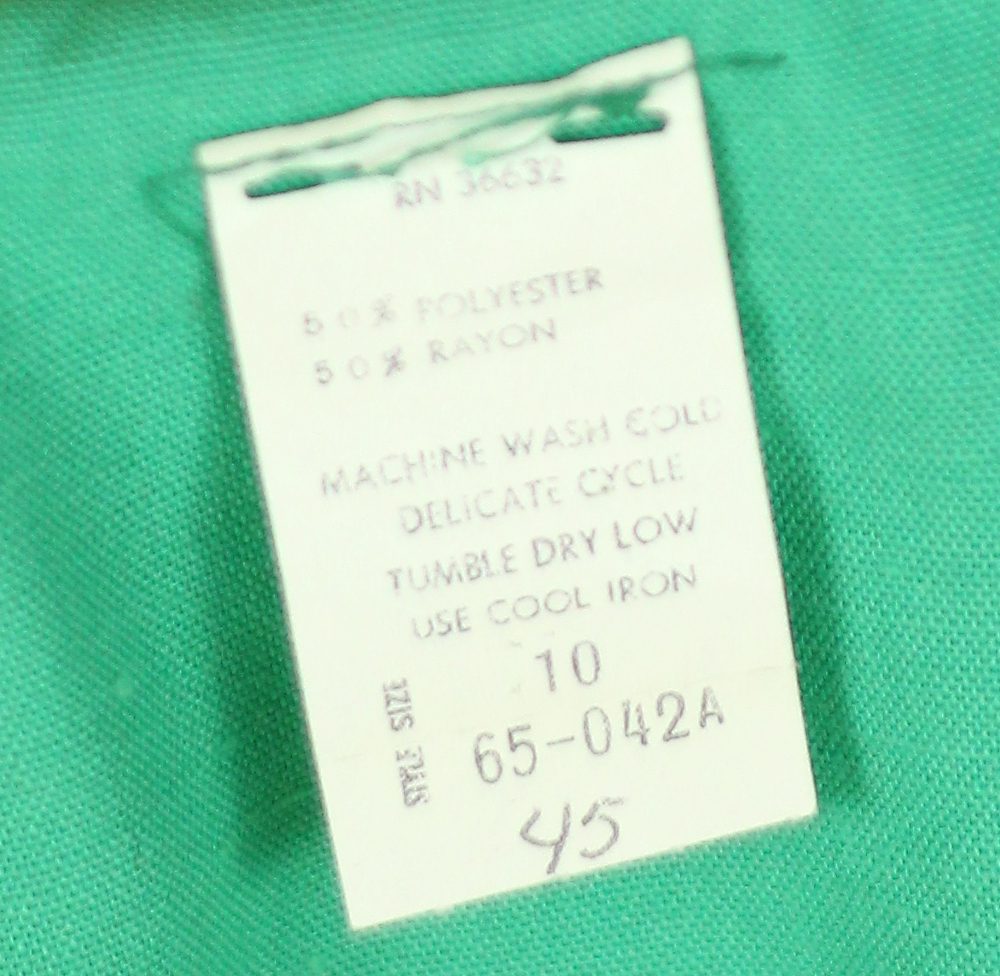 RN 36632
50% POLYESTER
50% RAYON
MACHINE WASH COLD
DELICATE CYCLE
TUMBLE DRY LOW
USE COOL IRON
SIZE 10
STYLE 65-042A
45